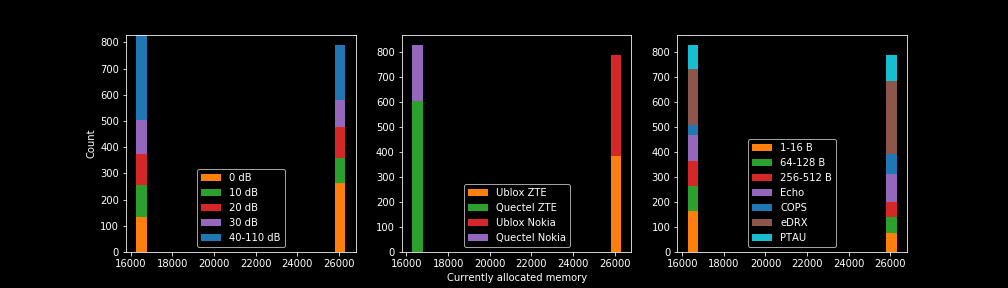 Count
800
700
600
500
400
300
200
100
0
16000 18000 20000 22000 24000 26000
0 dB
10 dB
20 dB
30 dB
40-110 dB
800
700
600
500
400
300
200
100
0
16000 18000 20000 22000 24000 26000
Ublox ZTE
Quectel ZTE
Ublox Nokia
Quectel Nokia
Currently allocated memory
800
700
600
500
400
300
200
100
0
16000 18000 20000 22000 24000 26000
1-16 B
64-128 B
256-512 B
Echo
COPS
eDRX
PTAU